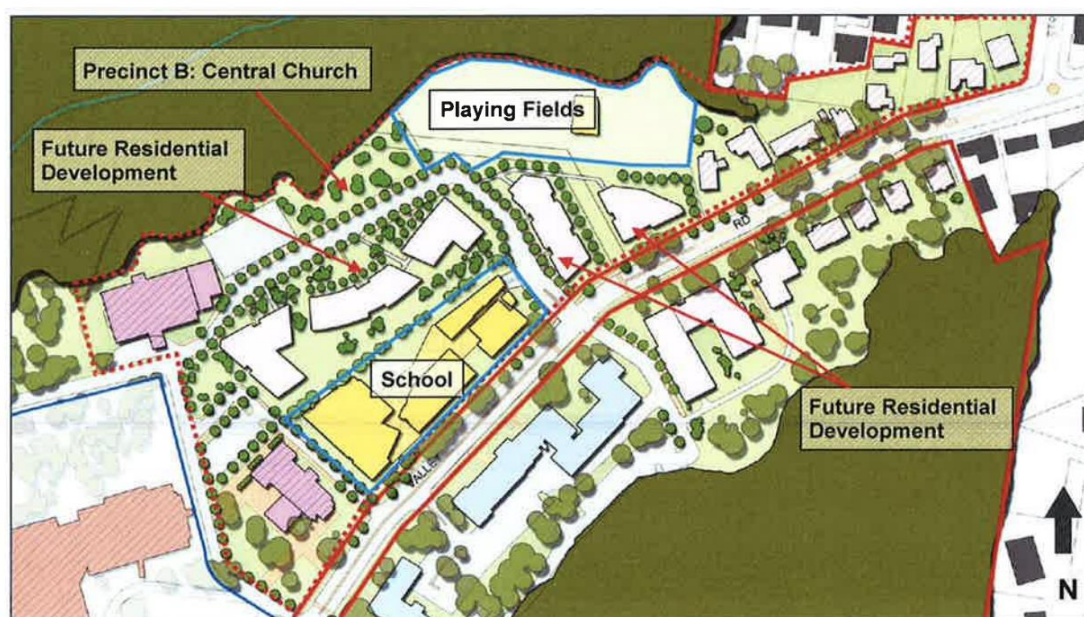 Precinct B: Central Church
Future Residential
Development
Playing Fields
School
RD
Future Residential
Development
N